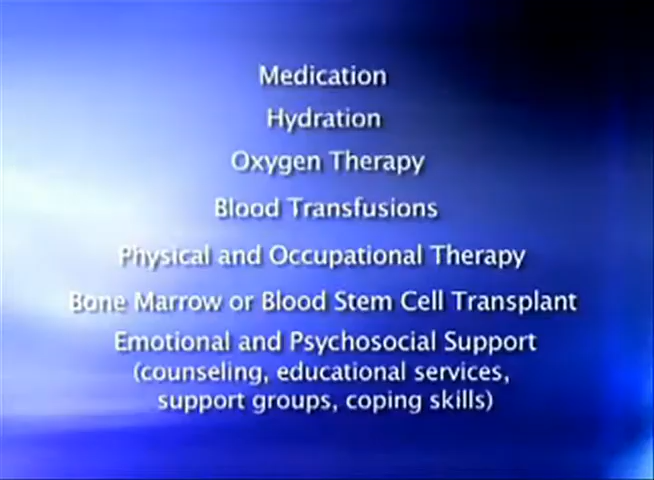 Medication
Hydration
Oxygen Therapy
Blood Transfusions
Physical and Occupational Therapy
Bone Marrow or Blood Stem Cell Transplant
Emotional and Psychosocial Support
(counseling, educational services,
support groups, coping skills)